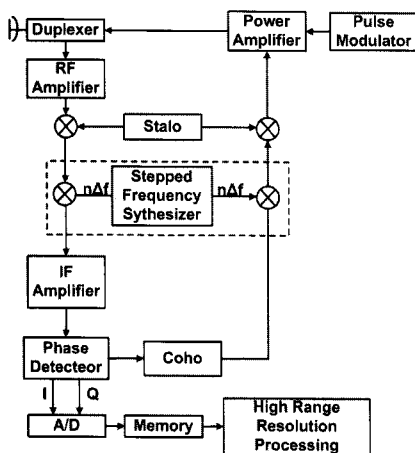 Duplexer
Power
Amplifier
Pulse
Modulator
RF
Amplifier
Stalo
nΔf
Stepped
Frequency
Sythesizer
nΔf
IF
Amplifier
Phase
Detecteor
Coho
I
Q
A/D
Memory
High Range
Resolution
Processing